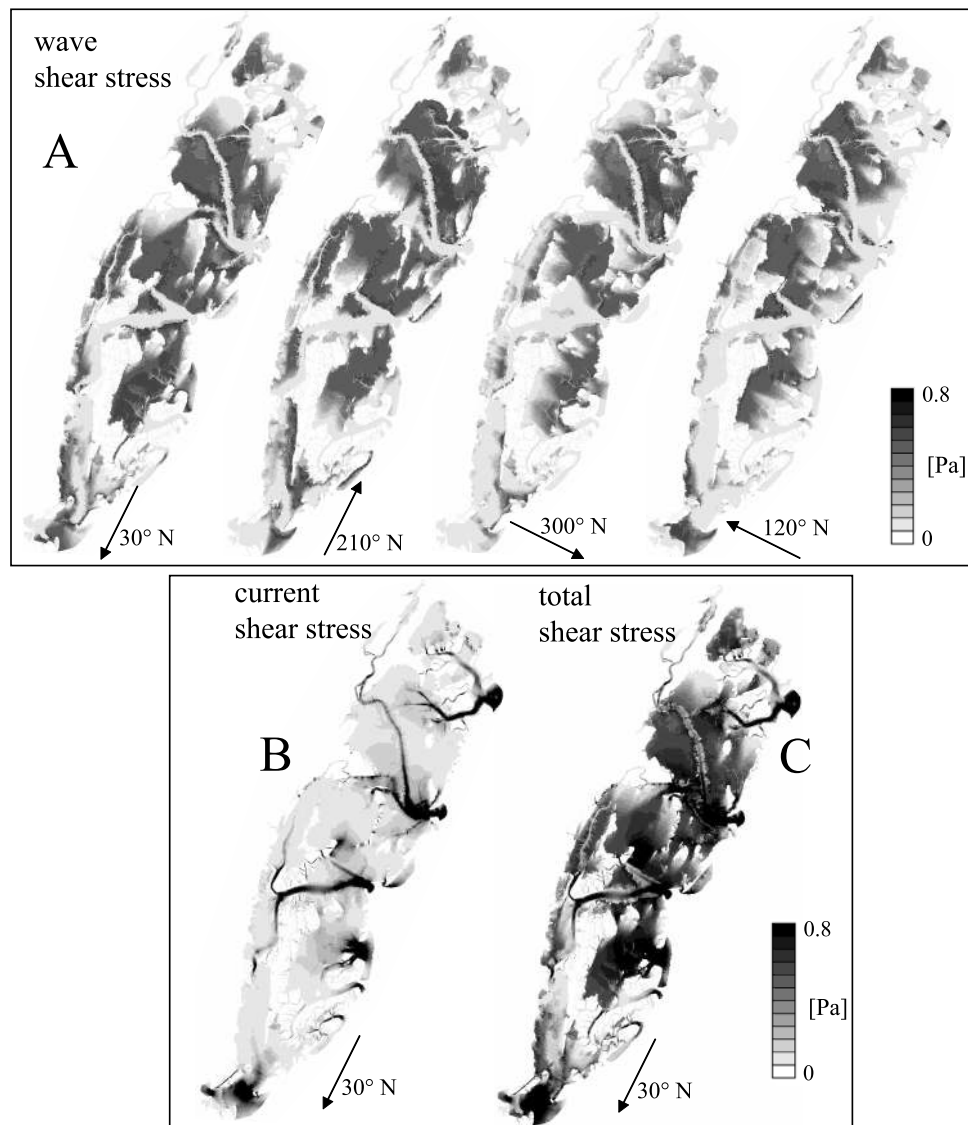 wave
shear stress
A
0.8
[Pa]
0
30° N
210° N
300° N
120° N
current
shear stress
total
shear stress
B
C
0.8
[Pa]
0
30° N
30° N